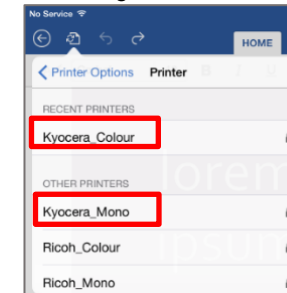 No Service
HOME
Printer Options Printer B I U
RECENT PRINTERS
Kyocera_Colour
OTHER PRINTERS
lorem
Kyocera_Mono
Ricoh_Colour
ipsum
Ricoh_Mono